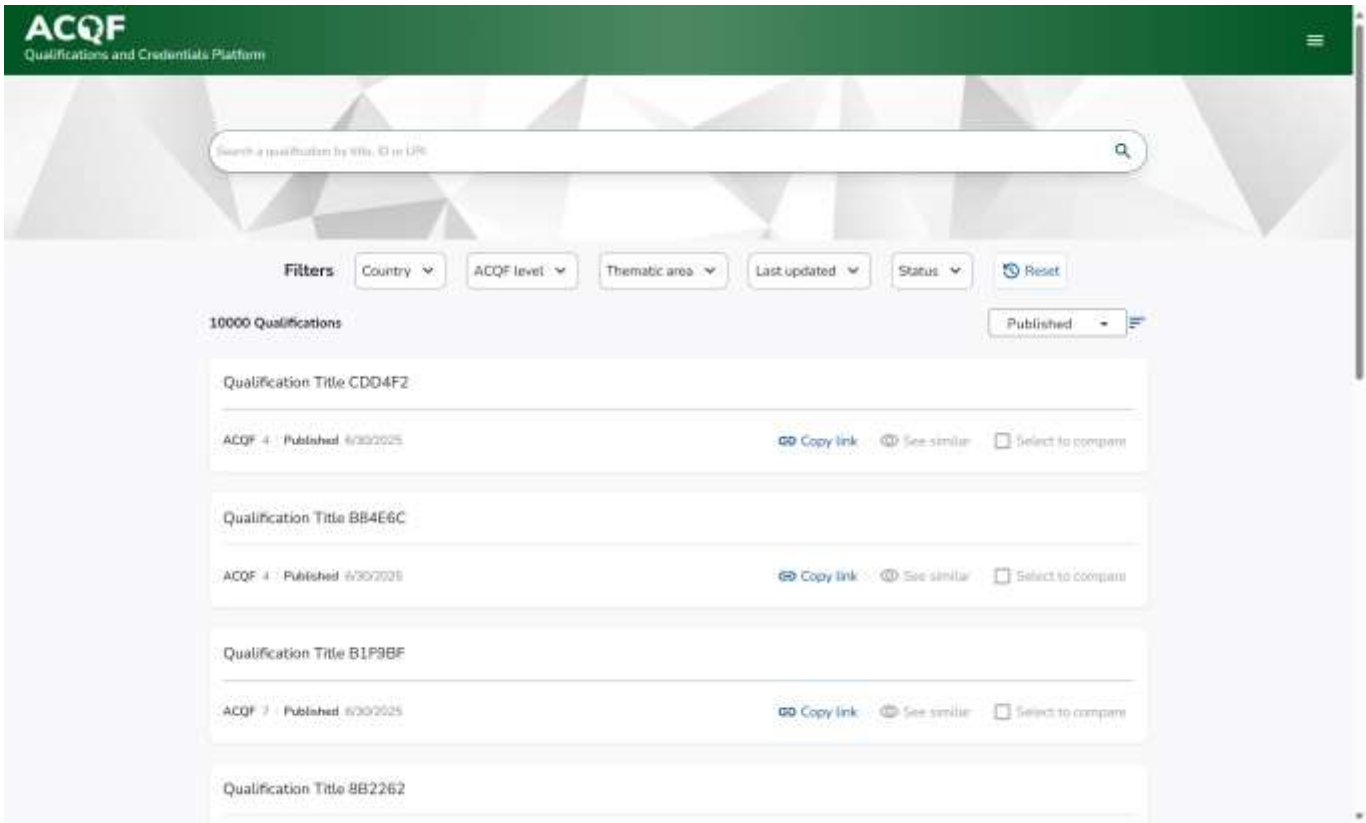 ACQF
Qualifications and Credentials Platform
Search a qualification by title, ID or URI
Filters Country ACQF level Thematic area Last updated Status Reset
10000 Qualifications Published
Qualification Title CDD4F2
ACQF 4 Published 6/30/2025 Copy link See similar Select to compare
Qualification Title BB4E6C
ACQF 4 Published 6/30/2025 Copy link See similar Select to compare
Qualification Title B1F9BF
ACQF 7 Published 6/30/2025 Copy link See similar Select to compare
Qualification Title 8B2262